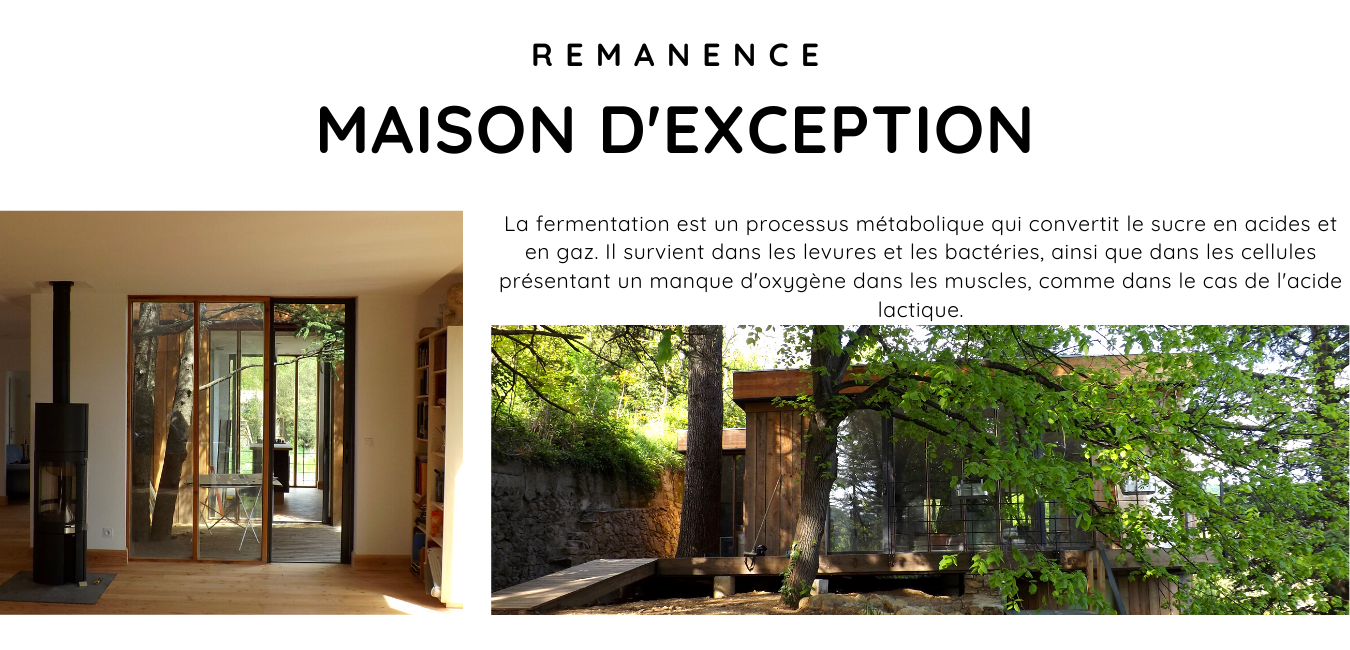 REMANENCE
MAISON D'EXCEPTION
La fermentation est un processus métabolique qui convertit le sucre en acides et
en gaz. Il survient dans les levures et les bactéries, ainsi que dans les cellules
présentant un manque d'oxygène dans les muscles, comme dans le cas de l'acide
lactique.